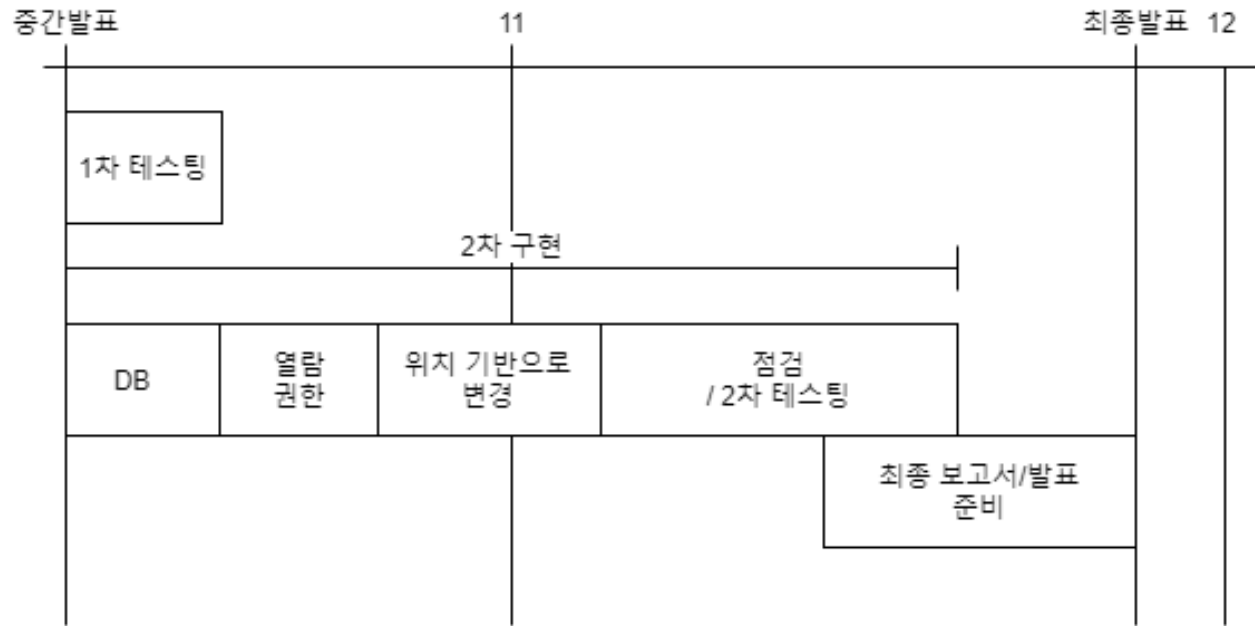 중간발표
11
최종발표 12
1차 테스팅
2차 구현
DB
열람
권한
위치 기반으로
변경
점검
/ 2차 테스팅
최종 보고서/발표
준비